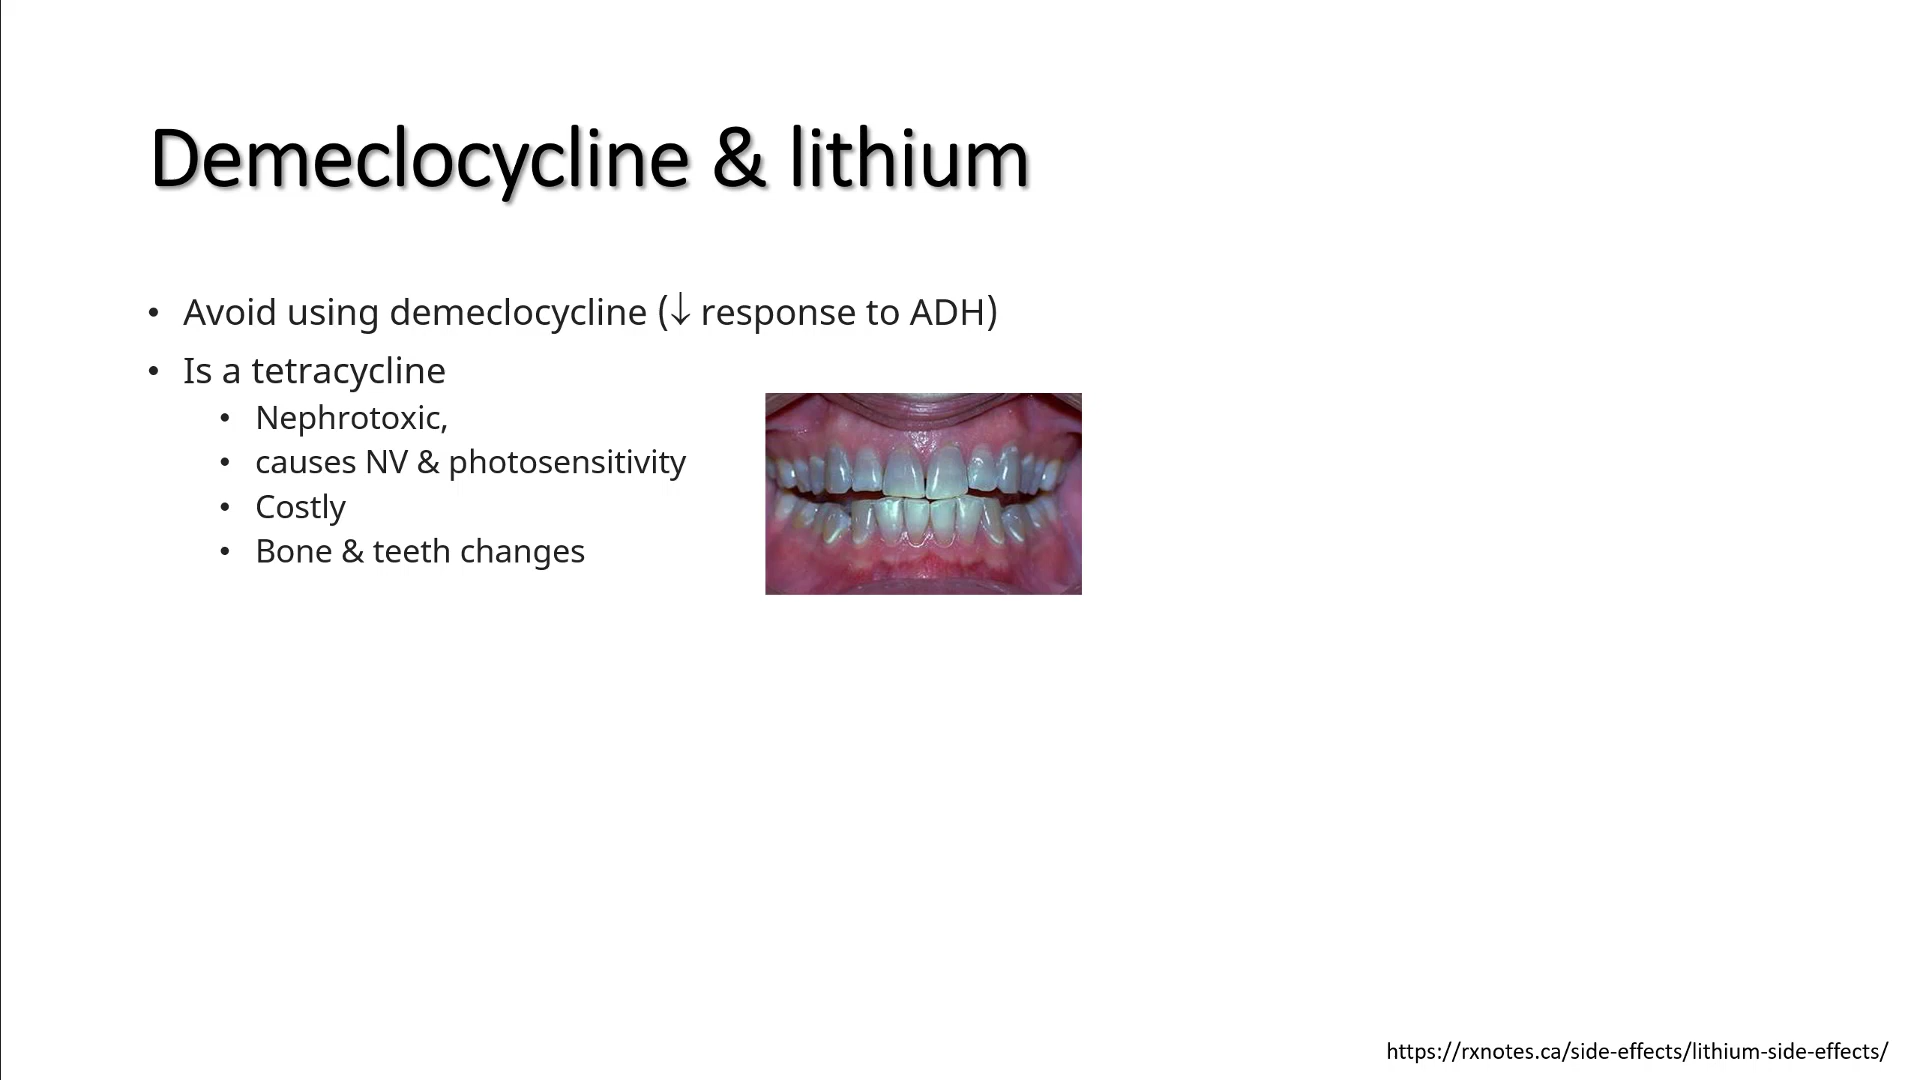 Demeclocycline & lithium
• Avoid using demeclocycline (↓ response to ADH)
• Is a tetracycline
• Nephrotoxic,
• causes NV & photosensitivity
• Costly
• Bone & teeth changes
https://rxnotes.ca/side-effects/lithium-side-effects/